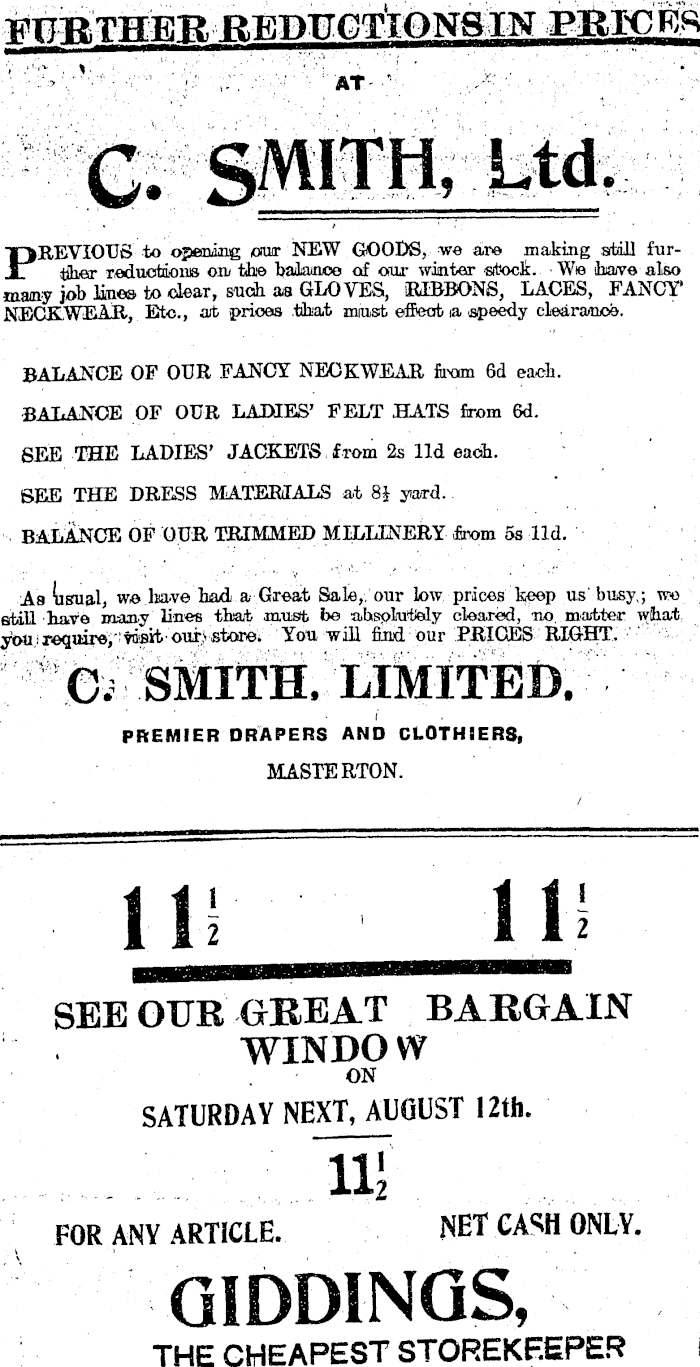 FURTHER REDUCTIONS IN PRICES
AT
C. SMITH, Ltd.
PREVIOUS to opening our NEW GOODS, we are making still fur-
ther reductions on the balance of our winter stock. We have also
many job lines to clear, such as GLOVES, RIBBONS, LACES, FANCY
NECKWEAR, Etc., at prices that must effect a speedy clearance.
BALANCE OF OUR FANCY NECKWEAR from 6d each.
BALANCE OF OUR LADIES' FELT HATS from 6d.
SEE THE LADIES' JACKETS from 2s 11d each.
SEE THE DRESS MATERIALS at 8½ yard.
BALANCE OF OUR TRIMMED MILLINERY from 5s 11d.
As usual, we have had a Great Sale, our low prices keep us busy; we
still have many lines that must be absolutely cleared, no matter what
you require, visit our store. You will find our PRICES RIGHT.
C. SMITH, LIMITED,
PREMIER DRAPERS AND CLOTHIERS,
MASTERTON.
11½ 11½
SEE OUR GREAT BARGAIN
WINDOW
ON
SATURDAY NEXT, AUGUST 12th.
11½
FOR ANY ARTICLE. NET CASH ONLY.
GIDDINGS,
THE CHEAPEST STOREKEEPER